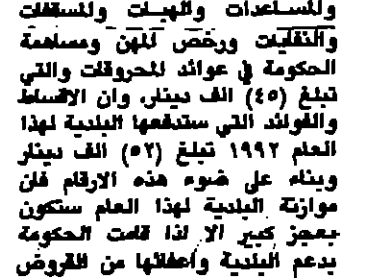 والمساعدات والهبات والمسقفات
والنفايات ورخص المهن ومساهمة
الحكومة في عوائد المحروقات والتي
تبلغ (٤٥) الف دينار، وان الاقساط
والفوائد التي ستدفعها البلدية لهذا
العام ١٩٩٢ تبلغ (٥٢) الف دينار
وبناء على ضوء هذه الارقام فان
موازنة البلدية لهذا العام ستكون
بعجز كبير الا اذا قامت الحكومة
بدعم البلدية واعفائها من القروض